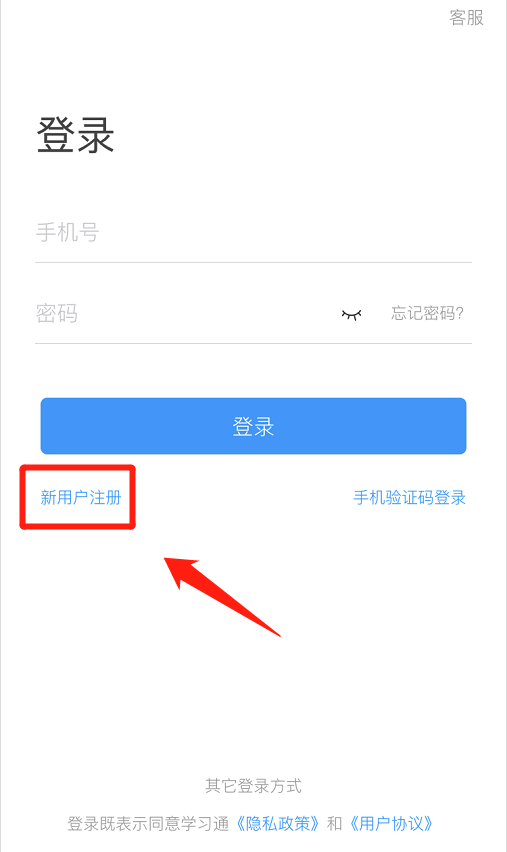 客服
登录
手机号
密码 忘记密码?
登录
新用户注册 手机验证码登录
其它登录方式
登录既表示同意学习通《隐私政策》和《用户协议》